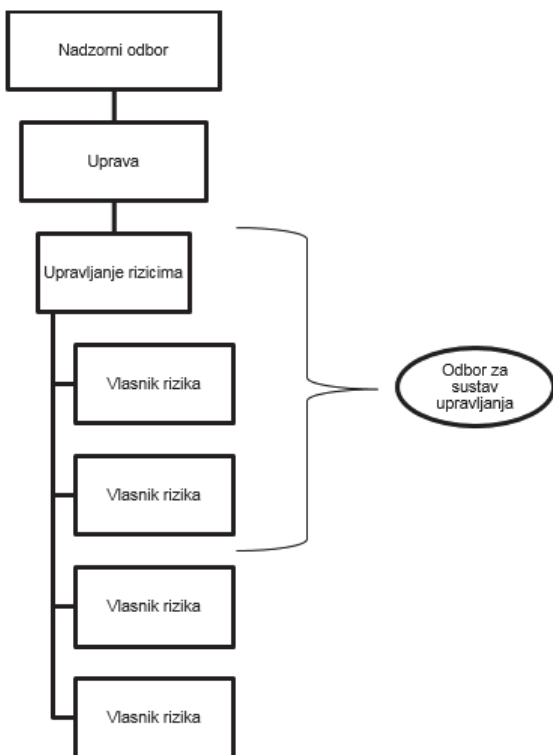 Nadzorni odbor
Uprava
Upravljanje rizicima
Vlasnik rizika
Vlasnik rizika
Vlasnik rizika
Vlasnik rizika
Odbor za
sustav
upravljanja